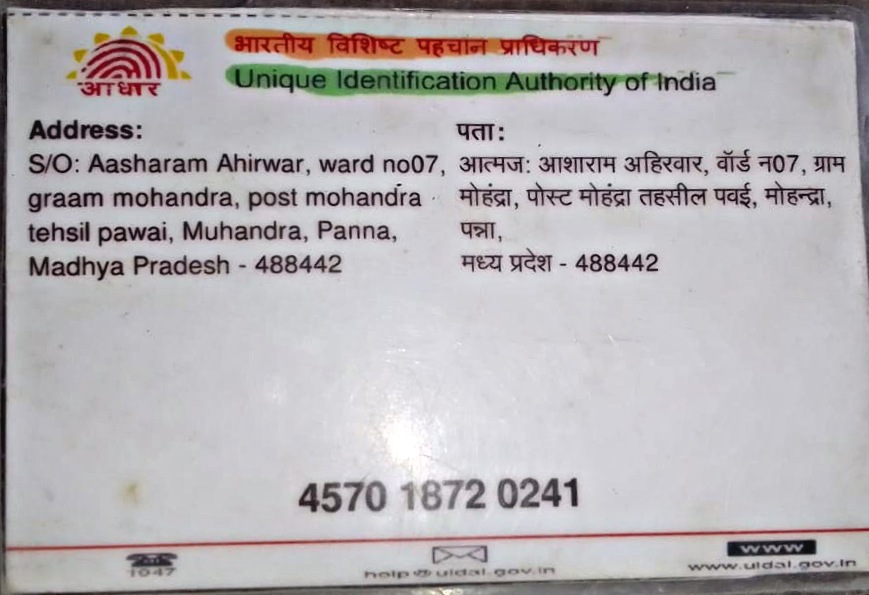 आधार
भारतीय विशिष्ट पहचान प्राधिकरण
Unique Identification Authority of India
Address:
S/O: Aasharam Ahirwar, ward no07,
graam mohandra, post mohandra
tehsil pawai, Muhandra, Panna,
Madhya Pradesh - 488442
पता:
आत्मज: आशाराम अहिरवार, वॉर्ड न07, ग्राम
मोहंद्रा, पोस्ट मोहंद्रा तहसील पवई, मोहन्द्रा,
पन्ना,
मध्य प्रदेश - 488442
4570 1872 0241
1947
help@uidai.gov.in
www
www.uidai.gov.in